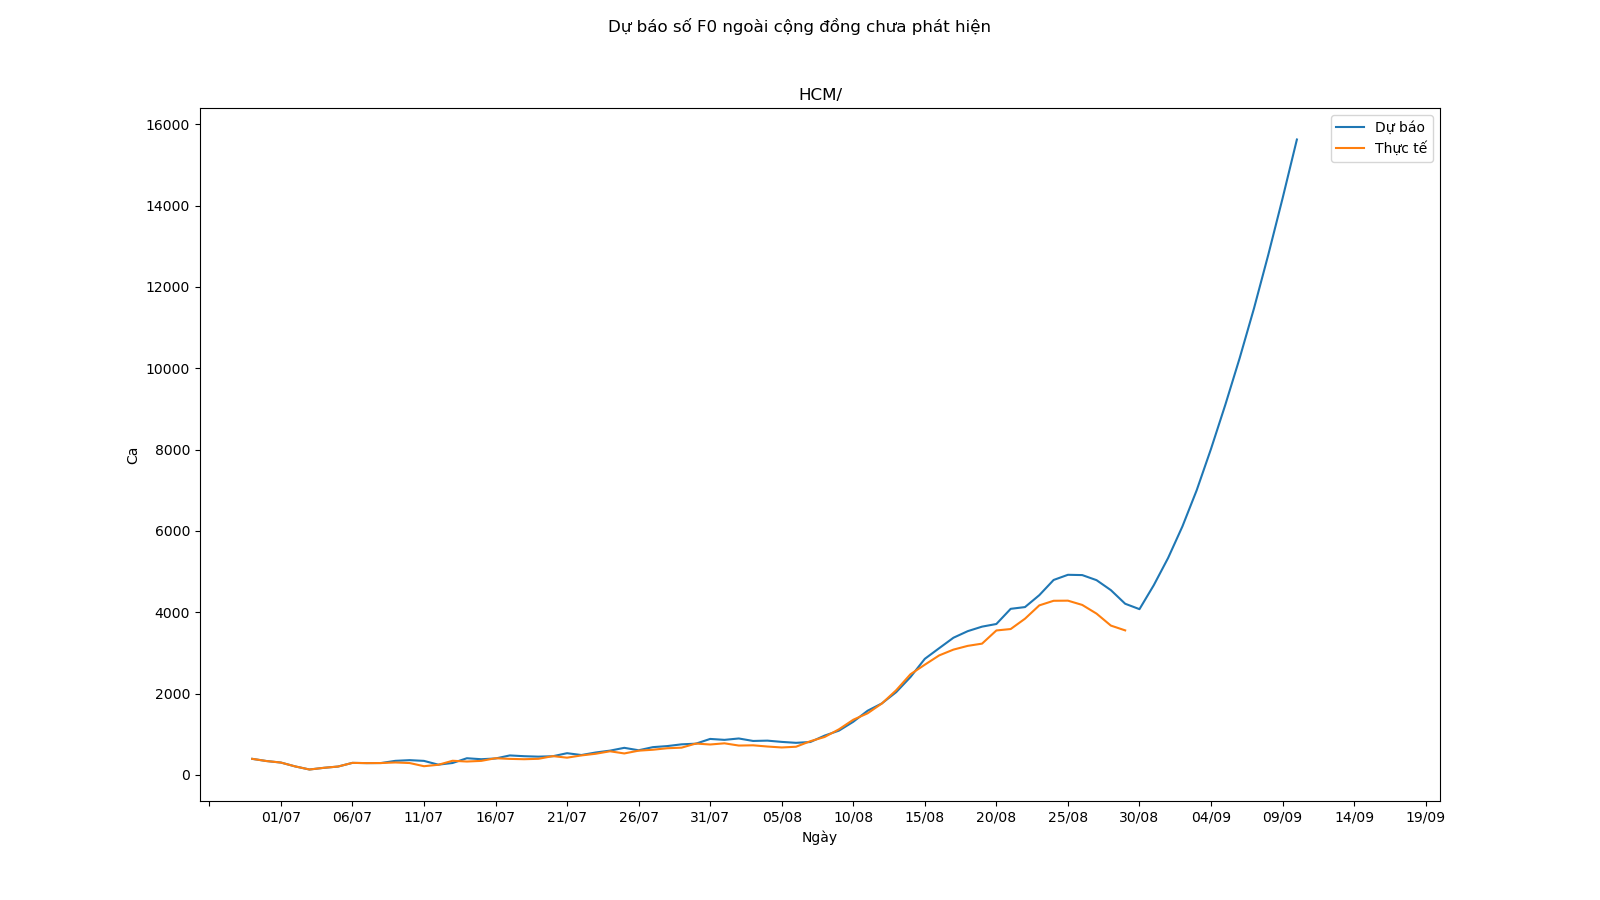 Dự báo số F0 ngoài cộng đồng chưa phát hiện
HCM/
Dự báo
Thực tế
16000
14000
12000
10000
8000
6000
4000
2000
0
Ca
01/07 06/07 11/07 16/07 21/07 26/07 31/07 05/08 10/08 15/08 20/08 25/08 30/08 04/09 09/09 14/09 19/09
Ngày